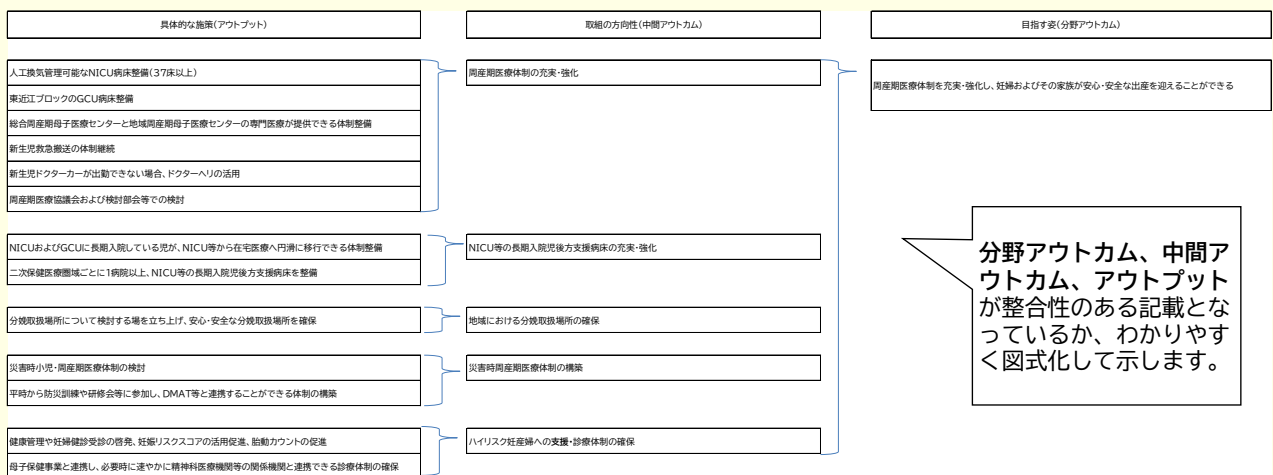 具体的な施策(アウトプット)
取組の方向性(中間アウトカム)
目指す姿(分野アウトカム)
人工換気管理可能なNICU病床整備(37床以上)
周産期医療体制の充実・強化
周産期医療体制を充実・強化し、妊婦およびその家族が安心・安全な出産を迎えることができる
東近江ブロックのGCU病床整備
総合周産期母子医療センターと地域周産期母子医療センターの専門医療が提供できる体制整備
新生児救急搬送の体制継続
新生児ドクターカーが出動できない場合、ドクターヘリの活用
周産期医療協議会および検討部会等での検討
NICUおよびGCUに長期入院している児が、NICU等から在宅医療へ円滑に移行できる体制整備
NICU等の長期入院児後方支援病床の充実・強化
二次保健医療圏域ごとに1病院以上、NICU等の長期入院児後方支援病床を整備
分娩取扱場所について検討する場を立ち上げ、安心・安全な分娩取扱場所を確保
地域における分娩取扱場所の確保
災害時小児・周産期医療体制の検討
災害時周産期医療体制の構築
平時から防災訓練や研修会等に参加し、DMAT等と連携することができる体制の構築
健康管理や妊婦健診受診の啓発、妊娠リスクスコアの活用促進、胎動カウントの促進
ハイリスク妊産婦への支援・診療体制の確保
母子保健事業と連携し、必要時に速やかに精神科医療機関等の関係機関と連携できる診療体制の確保
分野アウトカム、中間ア
ウトカム、アウトプット
が整合性のある記載とな
っているか、わかりやす
く図式化して示します。